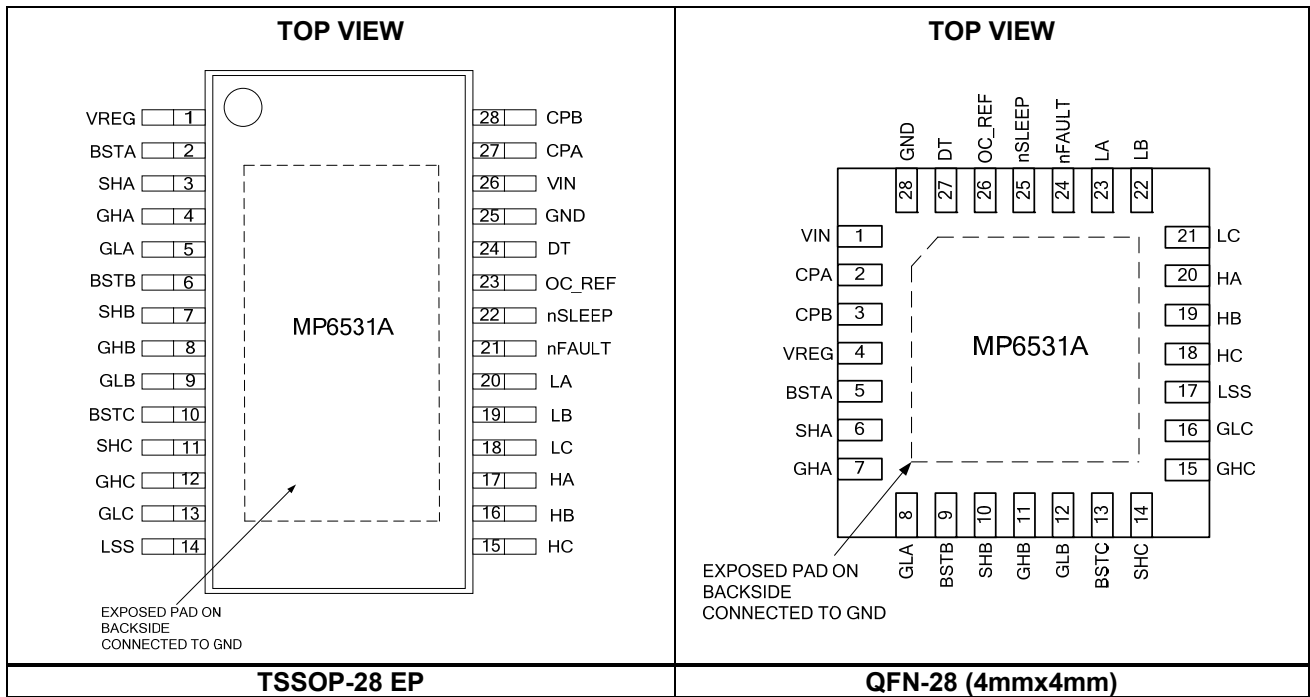 TOP VIEW
VREG 1
BSTA 2
SHA 3
GHA 4
GLA 5
BSTB 6
SHB 7
GHB 8
GLB 9
BSTC 10
SHC 11
GHC 12
GLC 13
LSS 14
MP6531A
28 CPB
27 CPA
26 VIN
25 GND
24 DT
23 OC_REF
22 nSLEEP
21 nFAULT
20 LA
19 LB
18 LC
17 HA
16 HB
15 HC
EXPOSED PAD ON
BACKSIDE
CONNECTED TO GND
TSSOP-28 EP
TOP VIEW
GND DT OC_REF nSLEEP nFAULT LA LB
28 27 26 25 24 23 22
VIN 1
CPA 2
CPB 3
VREG 4
BSTA 5
SHA 6
GHA 7
MP6531A
21 LC
20 HA
19 HB
18 HC
17 LSS
16 GLC
15 GHC
8 9 10 11 12 13 14
GLA BSTB SHB GHB GLB BSTC SHC
EXPOSED PAD ON
BACKSIDE
CONNECTED TO GND
QFN-28 (4mmx4mm)